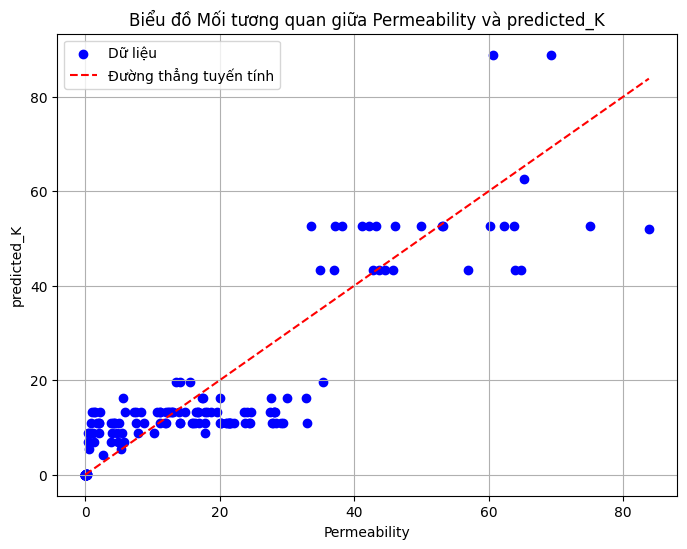 Biểu đồ Mối tương quan giữa Permeability và predicted_K
Dữ liệu
Đường thẳng tuyến tính
predicted_K
80
60
40
20
0
0 20 40 60 80
Permeability